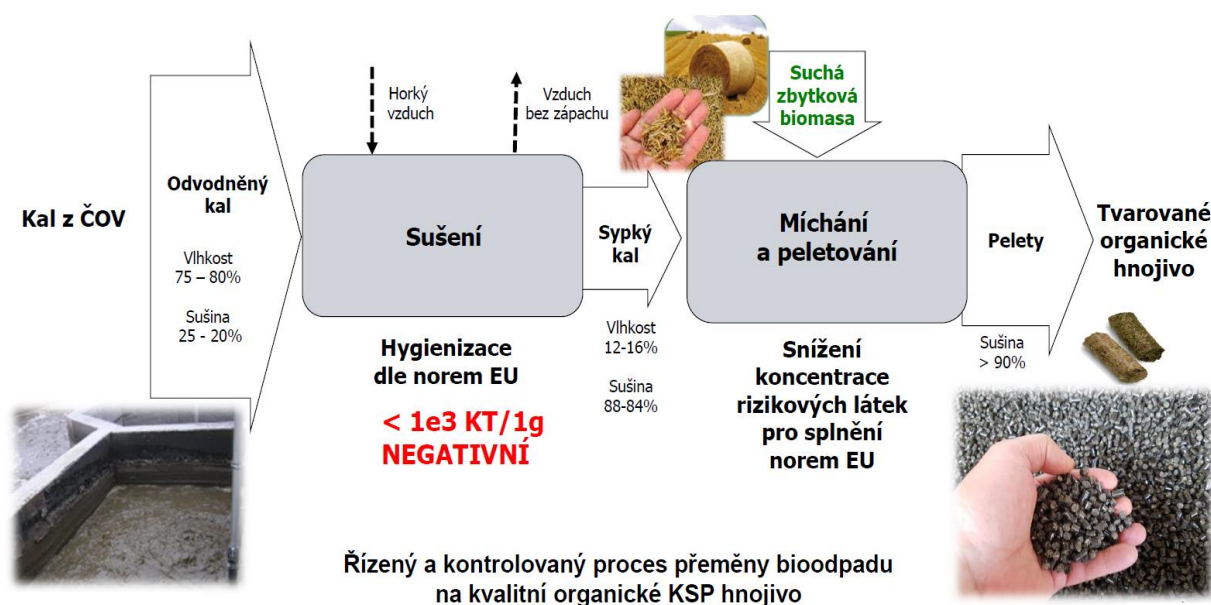 Kal z ČOV
Odvodněný
kal
Vlhkost
75 – 80%
Sušina
25 - 20%
Horký
vzduch
Vzduch
bez zápachu
Sušení
Hygienizace
dle norem EU
< 1e3 KT/1g
NEGATIVNÍ
Sypký
kal
Vlhkost
12-16%
Sušina
88-84%
Suchá
zbytková
biomasa
Míchání
a peletování
Snížení
koncentrace
rizikových látek
pro splnění
norem EU
Pelety
Sušina
> 90%
Tvarované
organické
hnojivo
Řízený a kontrolovaný proces přeměny bioodpadu
na kvalitní organické KSP hnojivo